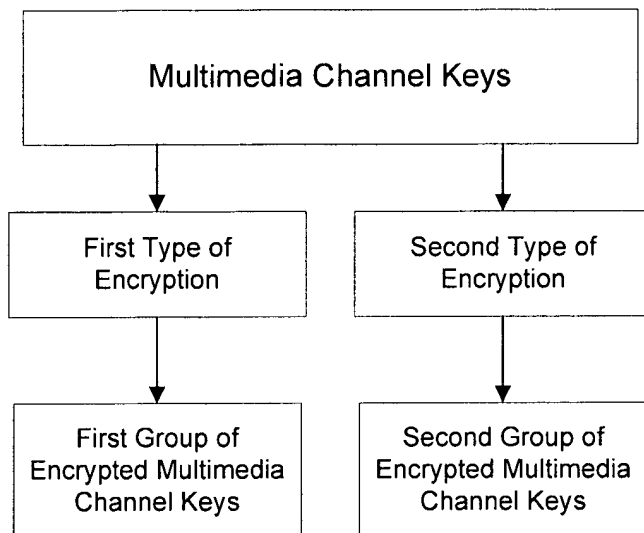 Multimedia Channel Keys
First Type of
Encryption
Second Type of
Encryption
First Group of
Encrypted Multimedia
Channel Keys
Second Group of
Encrypted Multimedia
Channel Keys